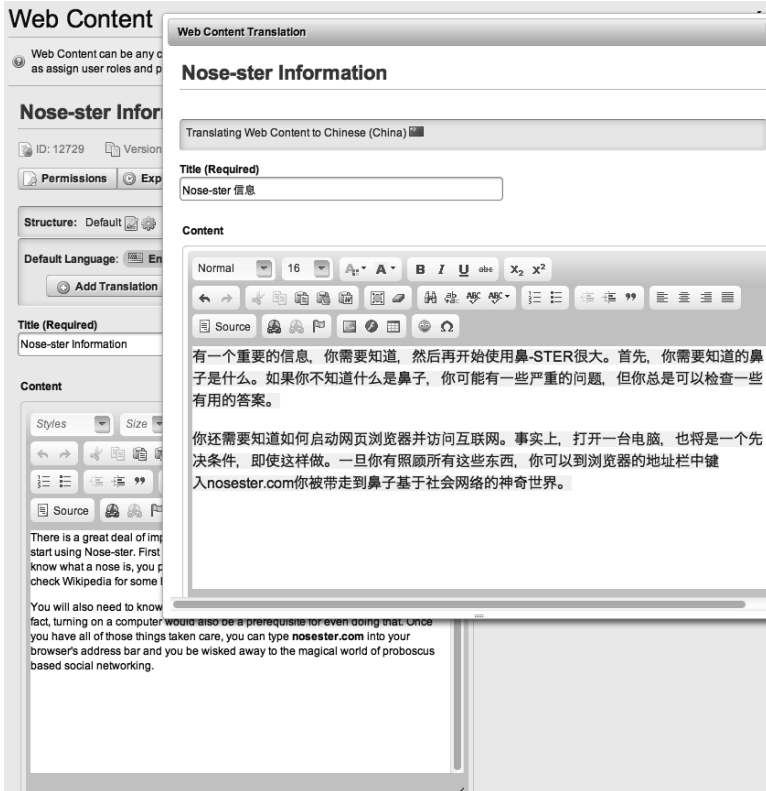 Web Content
Web Content can be any c
as assign user roles and p
Nose-ster Infor
ID: 12729 Version
Permissions Exp
Structure: Default
Default Language: En
Add Translation
Title (Required)
Nose-ster Information
Content
Styles Size
Source
There is a great deal of imp
start using Nose-ster. First
know what a nose is, you p
check Wikipedia for some
You will also need to know
fact, turning on a computer would also be a prerequisite for even doing that. Once
you have all of those things taken care, you can type nosester.com into your
browser's address bar and you be wisked away to the magical world of proboscus
based social networking.
Web Content Translation
Nose-ster Information
Translating Web Content to Chinese (China)
Title (Required)
Nose-ster 信息
Content
Normal 16 A A B I U abc X₂ X²
ABC ABC
Source Ω
有一个重要的信息，你需要知道，然后再开始使用鼻-STER很大。首先，你需要知道的鼻
子是什么。如果你不知道什么是鼻子，你可能有一些严重的问题，但你总是可以检查一些
有用的答案。
你还需要知道如何启动网页浏览器并访问互联网。事实上，打开一台电脑，也将是一个先
决条件，即使这样做。一旦你有照顾所有这些东西，你可以到浏览器的地址栏中键
入nosester.com你被带走到鼻子基于社会网络的神奇世界。